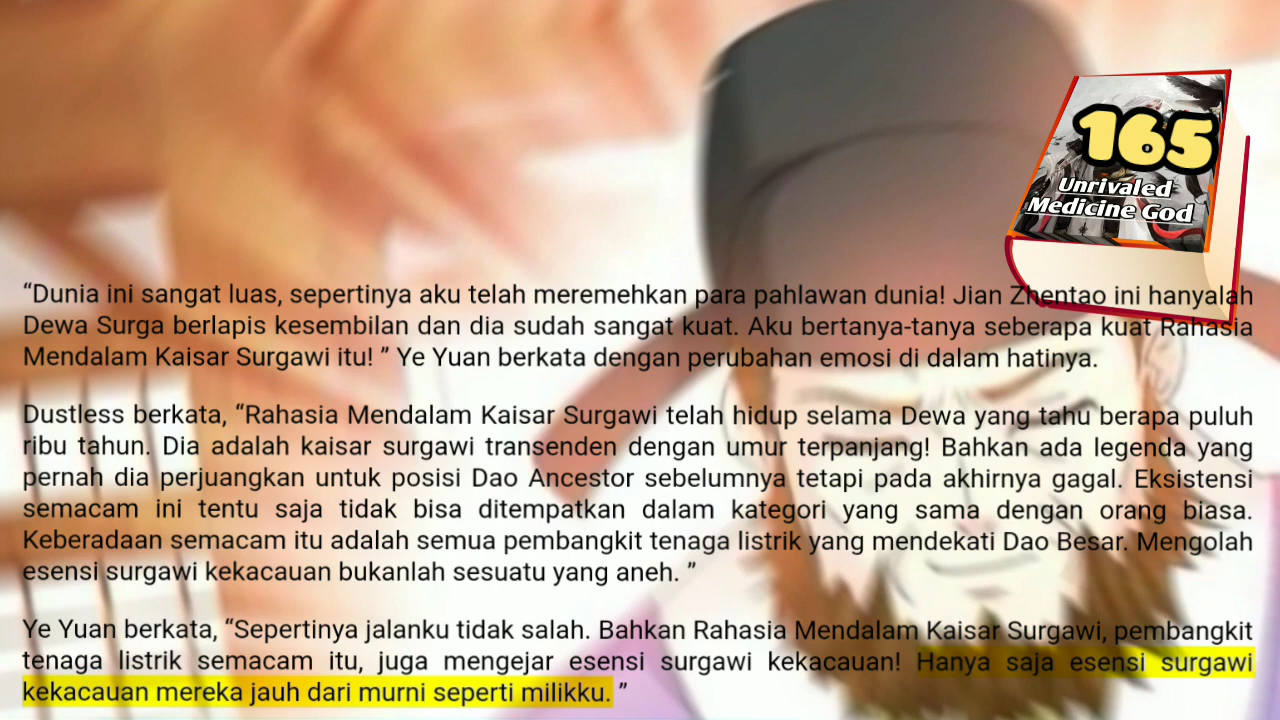 165
Unrivaled
Medicine God
“Dunia ini sangat luas, sepertinya aku telah meremehkan para pahlawan dunia! Jian Zhentao ini hanyalah
Dewa Surga berlapis kesembilan dan dia sudah sangat kuat. Aku bertanya-tanya seberapa kuat Rahasia
Mendalam Kaisar Surgawi itu! ” Ye Yuan berkata dengan perubahan emosi di dalam hatinya.
Dustless berkata, “Rahasia Mendalam Kaisar Surgawi telah hidup selama Dewa yang tahu berapa puluh
ribu tahun. Dia adalah kaisar surgawi transenden dengan umur terpanjang! Bahkan ada legenda yang
pernah dia perjuangkan untuk posisi Dao Ancestor sebelumnya tetapi pada akhirnya gagal. Eksistensi
semacam ini tentu saja tidak bisa ditempatkan dalam kategori yang sama dengan orang biasa.
Keberadaan semacam itu adalah semua pembangkit tenaga listrik yang mendekati Dao Besar. Mengolah
esensi surgawi kekacauan bukanlah sesuatu yang aneh. ”
Ye Yuan berkata, “Sepertinya jalanku tidak salah. Bahkan Rahasia Mendalam Kaisar Surgawi, pembangkit
tenaga listrik semacam itu, juga mengejar esensi surgawi kekacauan! Hanya saja esensi surgawi
kekacauan mereka jauh dari murni seperti milikku. ”